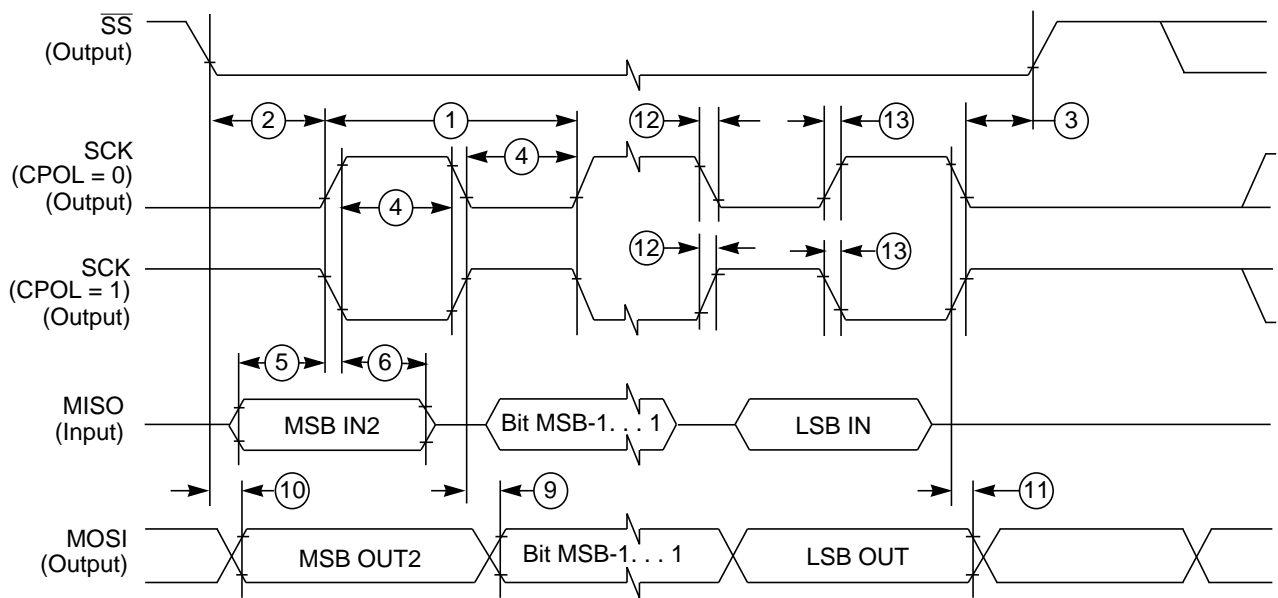 SS
(Output)
2
1
12
13
3
SCK
(CPOL = 0)
(Output)
4
4
12
13
SCK
(CPOL = 1)
(Output)
5
6
MISO
(Input)
MSB IN2
Bit MSB-1. . . 1
LSB IN
10
9
11
MOSI
(Output)
MSB OUT2
Bit MSB-1. . . 1
LSB OUT